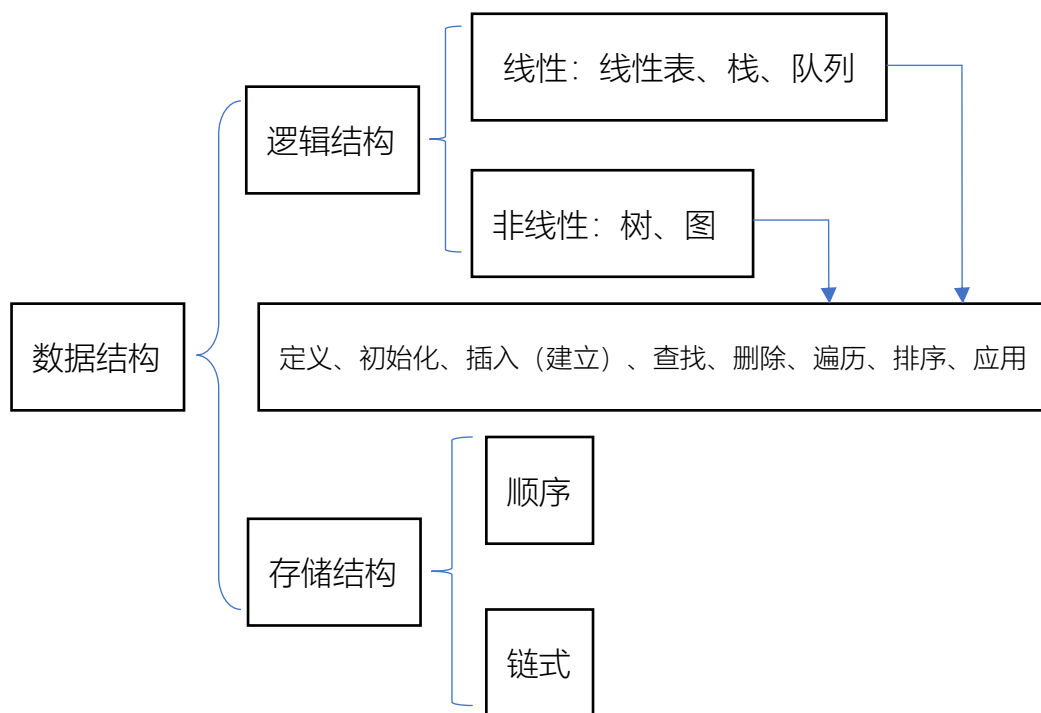 线性：线性表、栈、队列
逻辑结构
非线性：树、图
数据结构
定义、初始化、插入（建立）、查找、删除、遍历、排序、应用
顺序
存储结构
链式